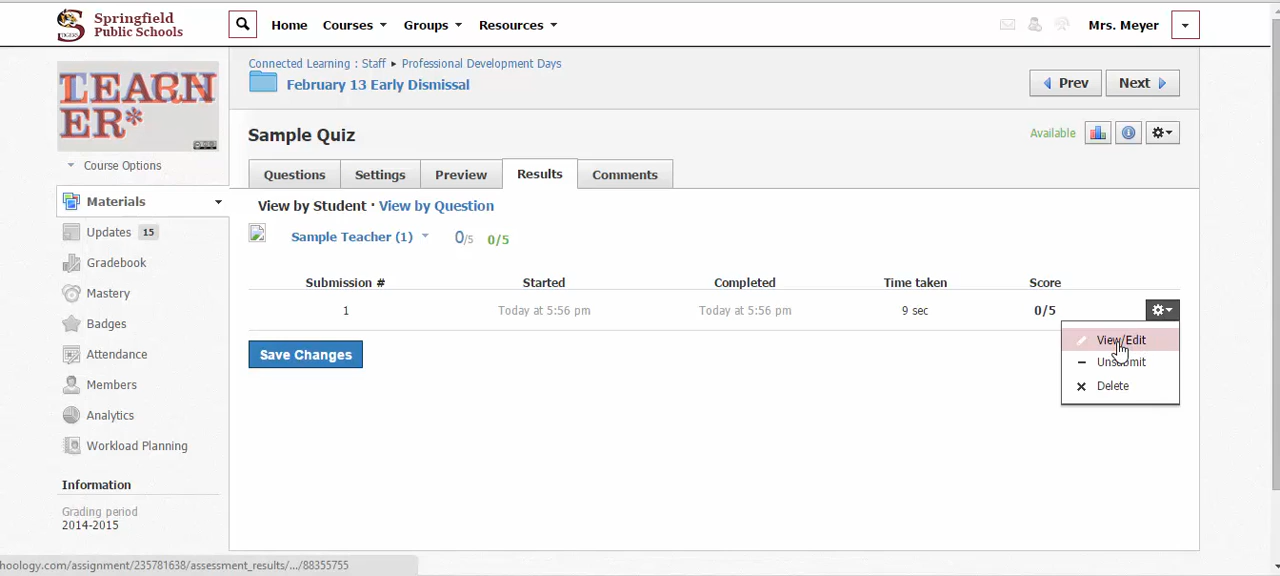 Springfield
Public Schools
Home
Courses
Groups
Resources
Mrs. Meyer
LEARN
ER*
Course Options
Materials
Updates 15
Gradebook
Mastery
Badges
Attendance
Members
Analytics
Workload Planning
Information
Grading period
2014-2015
Connected Learning : Staff ▸ Professional Development Days
February 13 Early Dismissal
Prev
Next
Sample Quiz
Available
Questions
Settings
Preview
Results
Comments
View by Student · View by Question
Sample Teacher (1)
0/5
0/5
Submission # Started Completed Time taken Score
1 Today at 5:56 pm Today at 5:56 pm 9 sec 0/5
View/Edit
Unsubmit
Delete
Save Changes
hoology.com/assignment/235781638/assessment_results/.../88355755